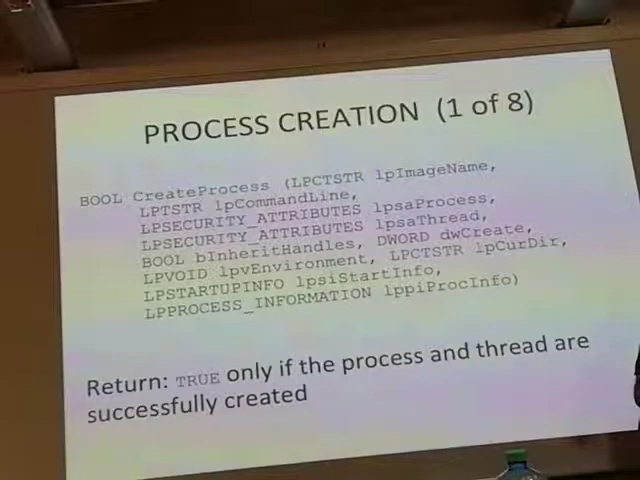 PROCESS CREATION (1 of 8)
BOOL CreateProcess (LPCTSTR lpImageName,
LPTSTR lpCommandLine,
LPSECURITY_ATTRIBUTES lpsaProcess,
LPSECURITY_ATTRIBUTES lpsaThread,
BOOL bInheritHandles, DWORD dwCreate,
LPVOID lpvEnvironment, LPCTSTR lpCurDir,
LPSTARTUPINFO lpsiStartInfo,
LPPROCESS_INFORMATION lppiProcInfo)
Return: TRUE only if the process and thread are
successfully created